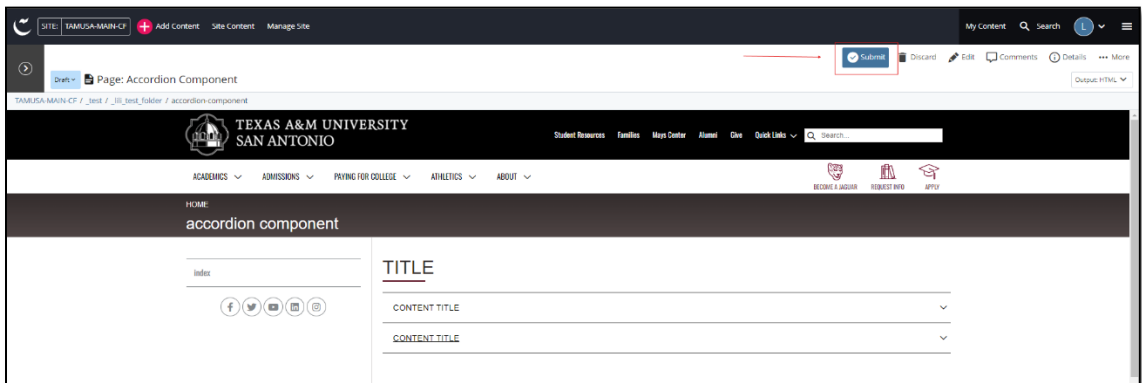 SITE: TAMUSA-MAIN-CF Add Content Site Content Manage Site My Content Search L
Submit Discard Edit Comments Details More
Draft Page: Accordion Component Output: HTML
TAMUSA-MAIN-CF / _test / _lili_test_folder / accordion-component
TEXAS A&M UNIVERSITY
SAN ANTONIO
Student Resources Families Mays Center Alumni Give Quick Links Search...
ACADEMICS ADMISSIONS PAYING FOR COLLEGE ATHLETICS ABOUT
BECOME A JAGUAR REQUEST INFO APPLY
HOME
accordion component
index
TITLE
CONTENT TITLE
CONTENT TITLE